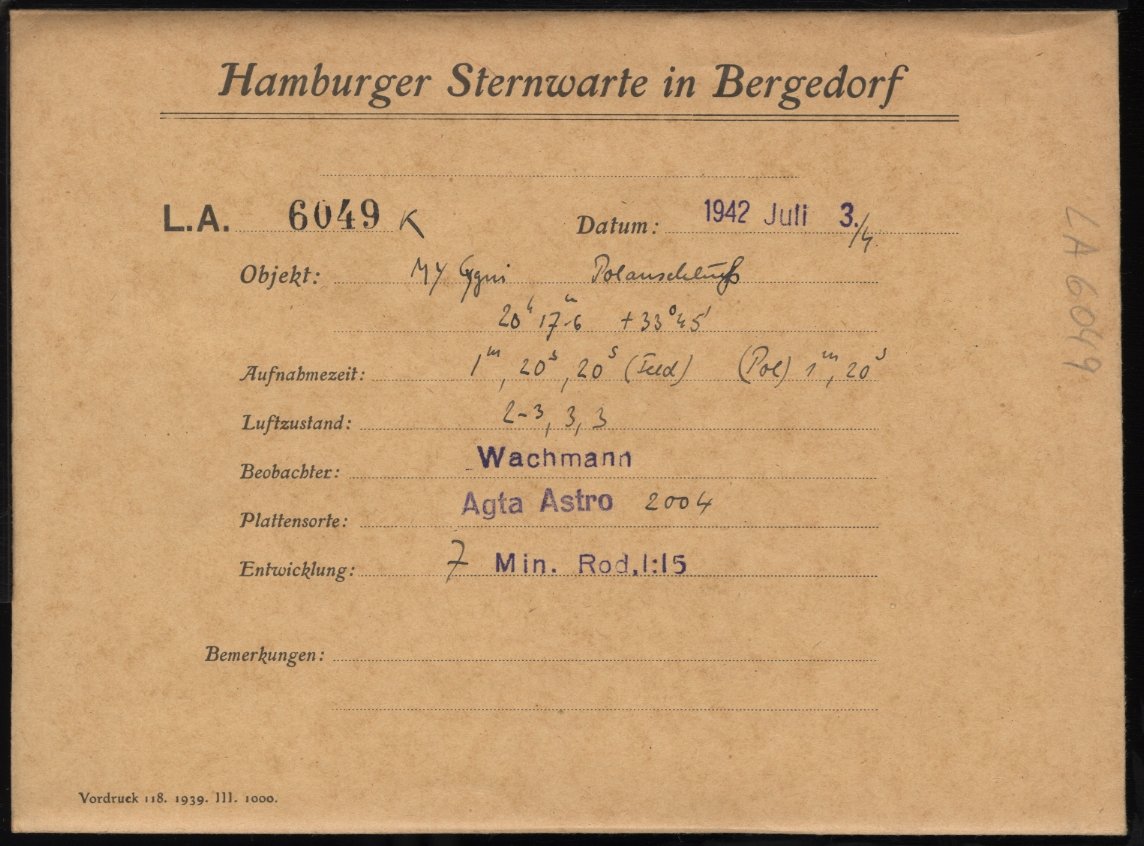 Hamburger Sternwarte in Bergedorf
L.A. 6049 K Datum: 1942 Juli 3./4.
Objekt: MY Cygni Polanschluß
20ʰ 17ᵐ.6 +33°45'
Aufnahmezeit: 1ᵐ, 20ˢ, 20ˢ (Feld) (Pol) 1ᵐ, 20ˢ
Luftzustand: 2-3, 3, 3
Beobachter: Wachmann
Plattensorte: Agfa Astro 2004
Entwicklung: 7 Min. Rod. 1:15
Bemerkungen:
Vordruck 118. 1939. III. 1000.
LA 6049